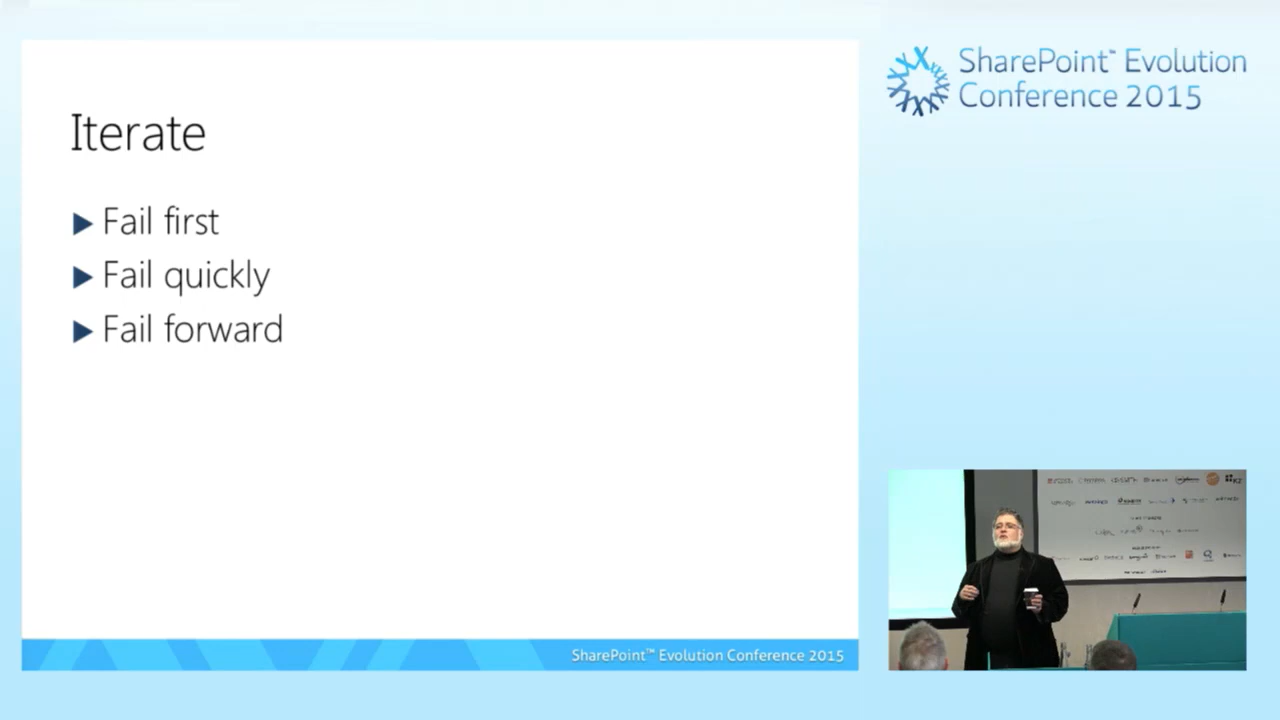 Iterate
Fail first
Fail quickly
Fail forward
SharePoint™ Evolution Conference 2015
SharePoint™ Evolution
Conference 2015